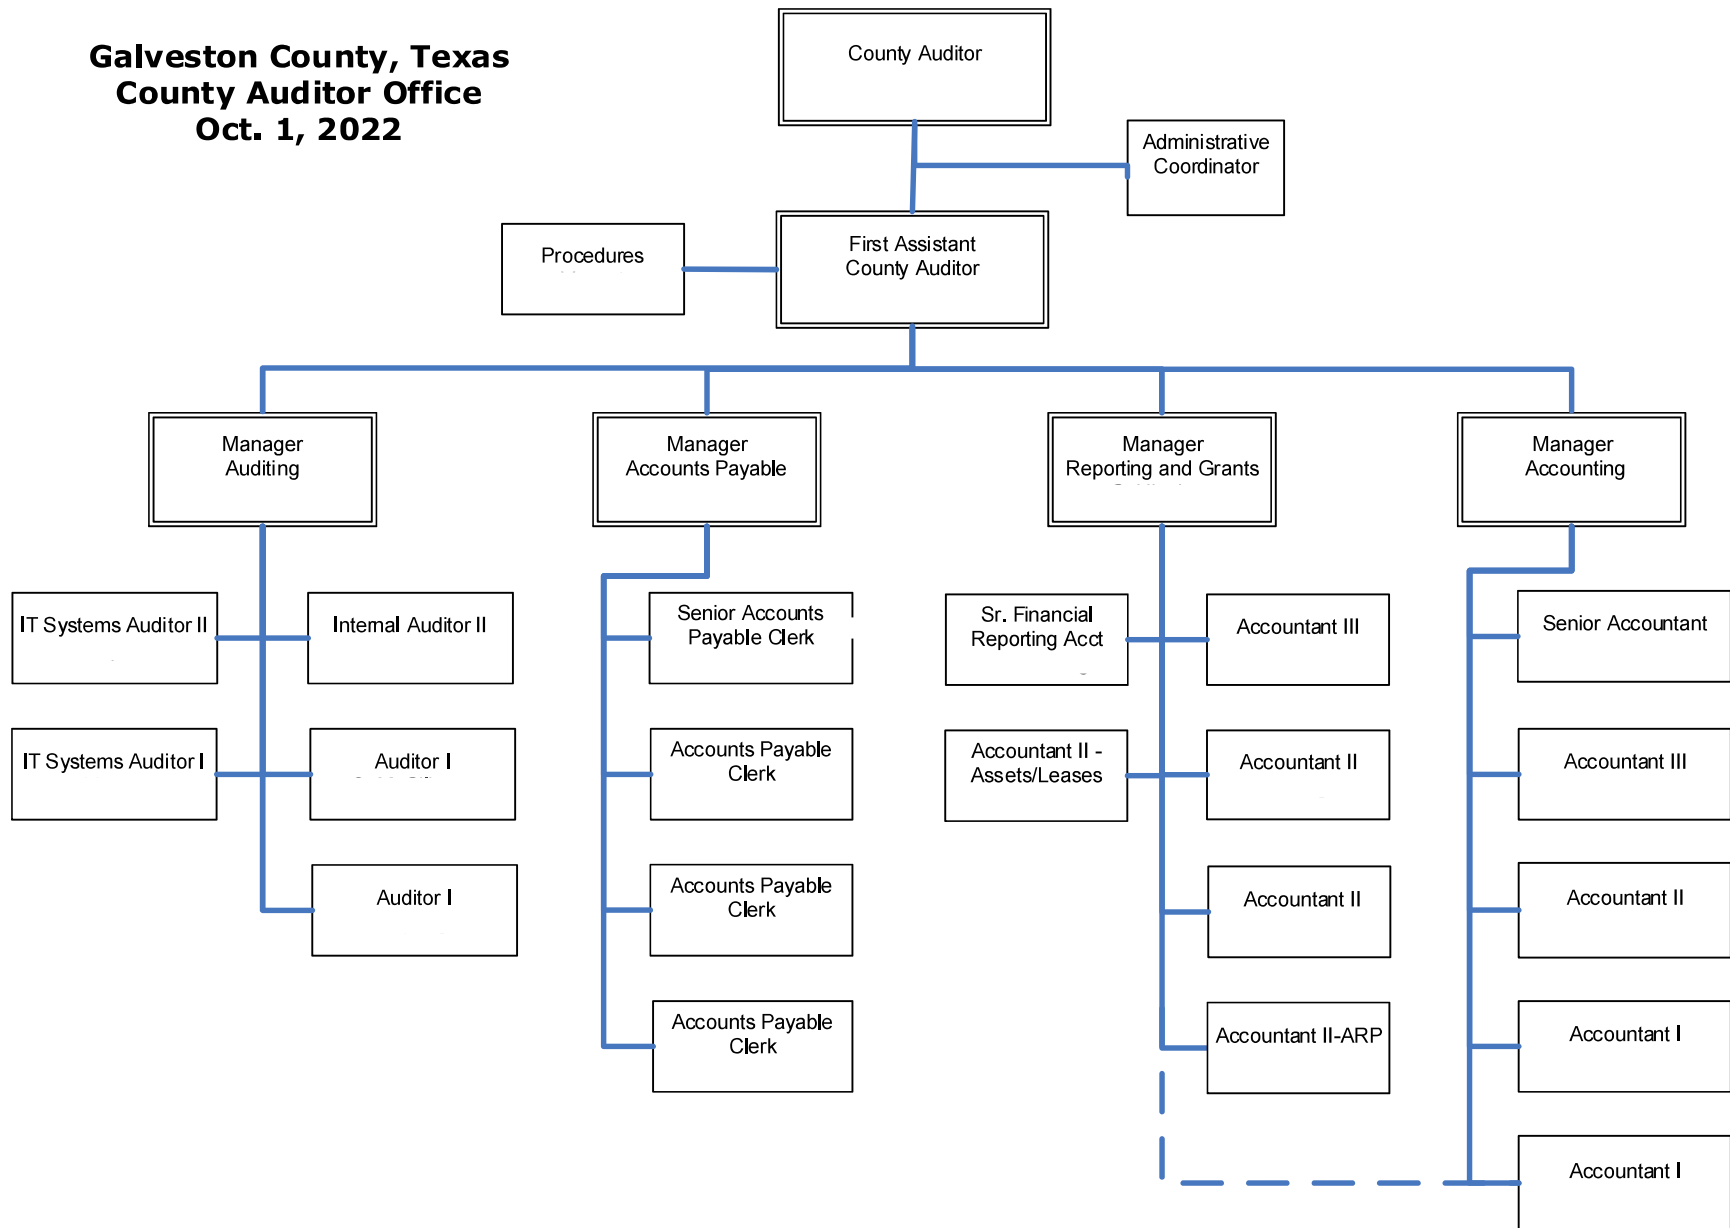 Galveston County, Texas
County Auditor Office
Oct. 1, 2022
County Auditor
Administrative
Coordinator
First Assistant
County Auditor
Procedures
Manager
Auditing
Manager
Accounts Payable
Manager
Reporting and Grants
Manager
Accounting
IT Systems Auditor II
Internal Auditor II
IT Systems Auditor I
Auditor I
Auditor I
Senior Accounts
Payable Clerk
Accounts Payable
Clerk
Accounts Payable
Clerk
Accounts Payable
Clerk
Sr. Financial
Reporting Acct
Accountant III
Accountant II -
Assets/Leases
Accountant II
Accountant II
Accountant II-ARP
Senior Accountant
Accountant III
Accountant II
Accountant I
Accountant I